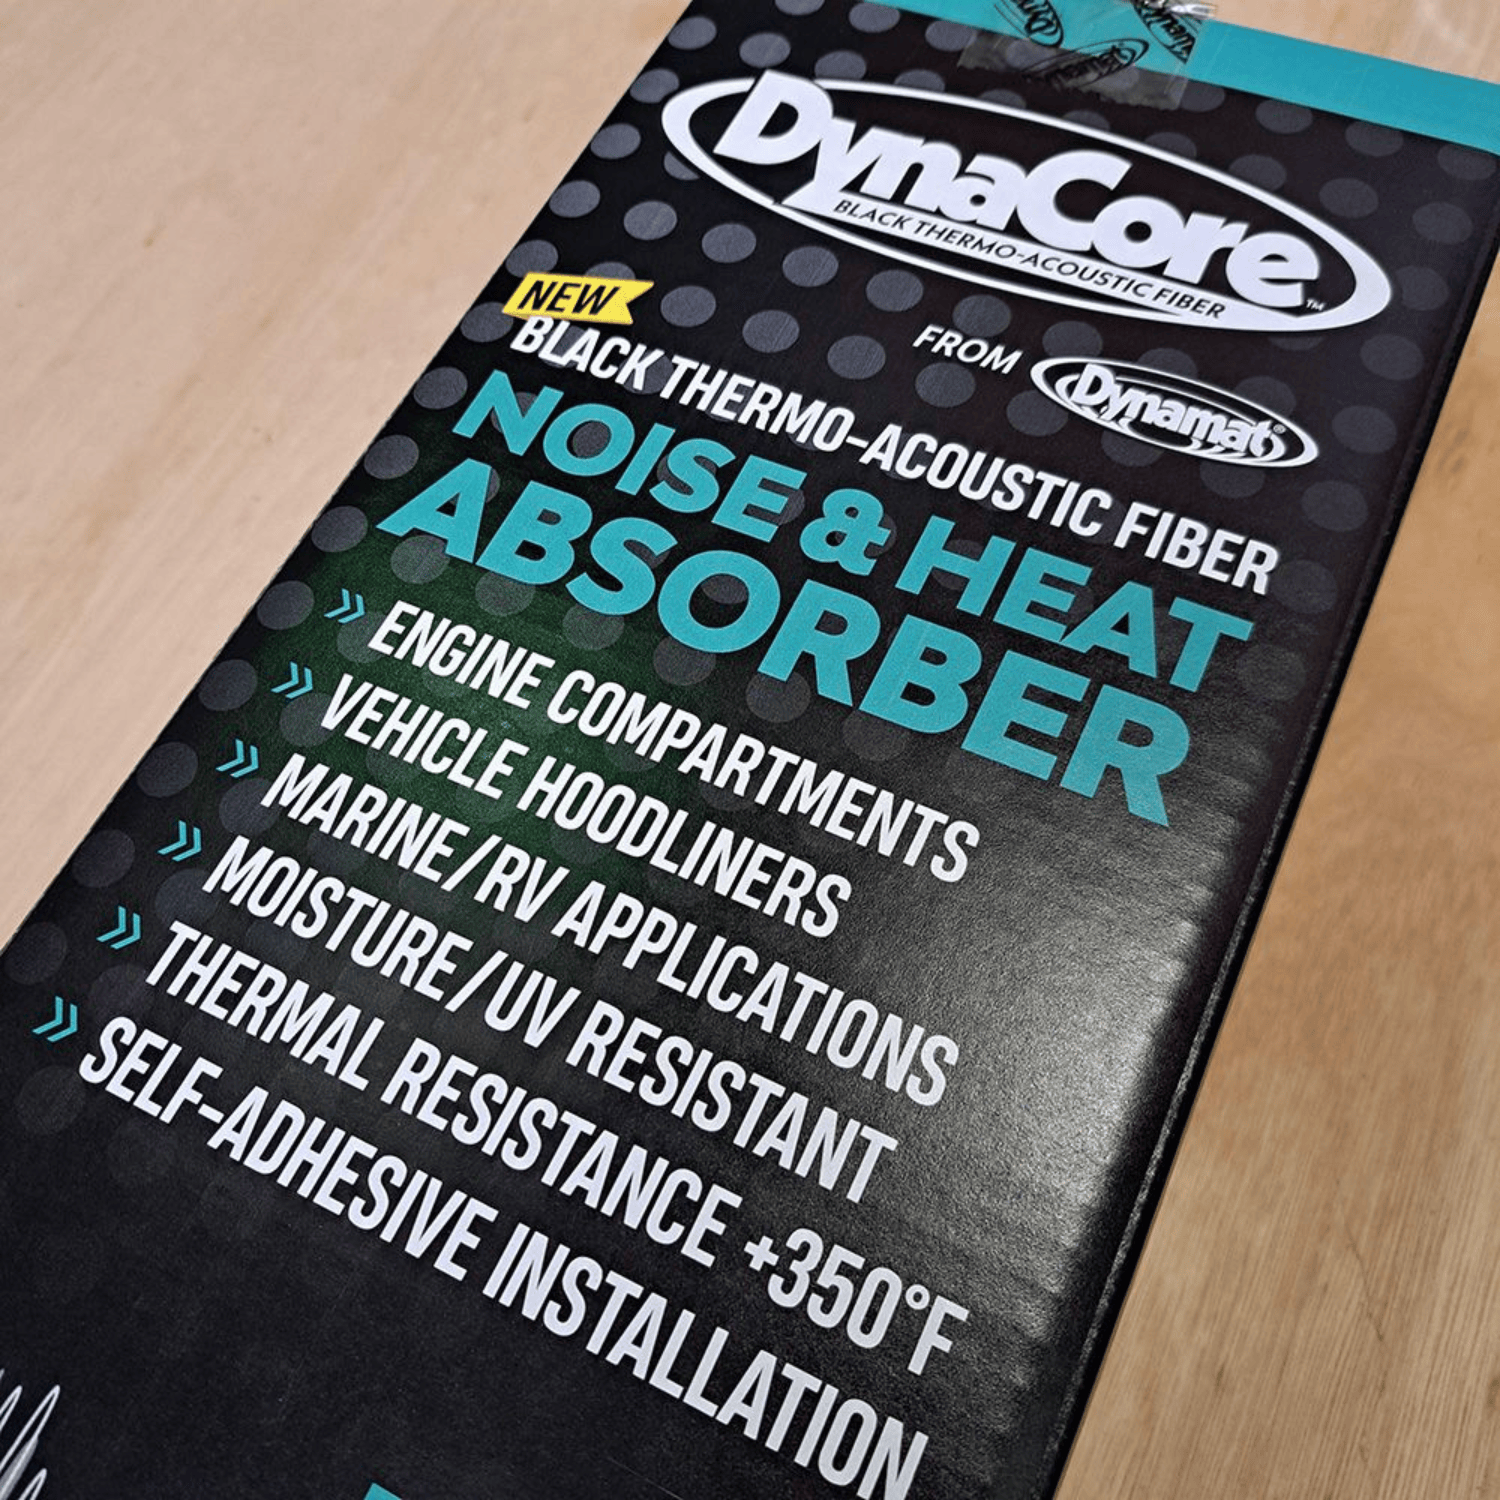 DynaCore™
BLACK THERMO-ACOUSTIC FIBER
FROM Dynamat®
NEW
BLACK THERMO-ACOUSTIC FIBER
NOISE & HEAT
ABSORBER
» ENGINE COMPARTMENTS
» VEHICLE HOODLINERS
» MARINE/RV APPLICATIONS
» MOISTURE/UV RESISTANT
» THERMAL RESISTANCE +350°F
» SELF-ADHESIVE INSTALLATION